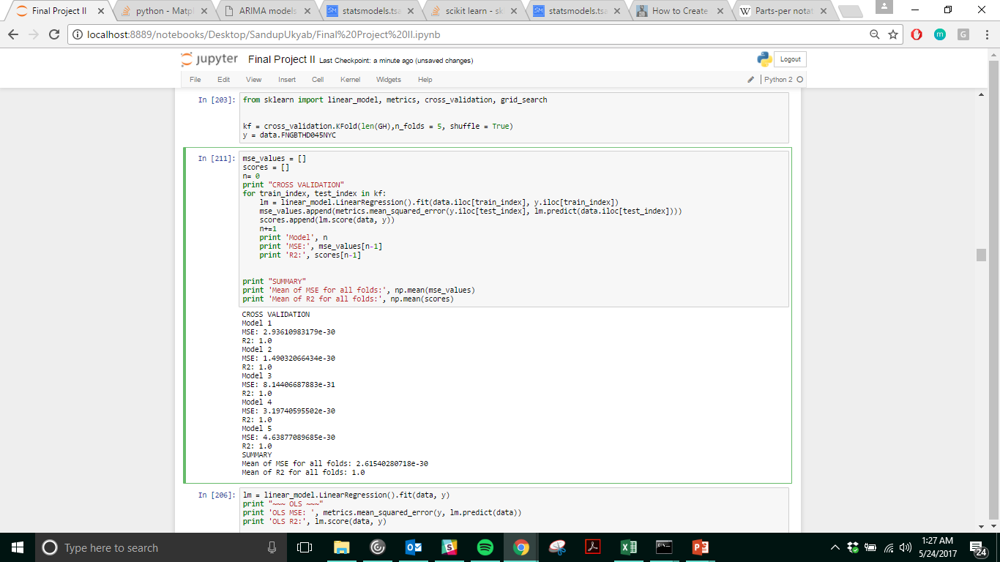 Final Project II
python - Matpl
ARIMA models
statsmodels.tsa
scikit learn - sk
statsmodels.tsa
How to Create
Parts-per notat
localhost:8889/notebooks/Desktop/SandupUkyab/Final%20Project%20II.ipynb
jupyter Final Project II Last Checkpoint: a minute ago (unsaved changes)
Logout
File Edit View Insert Cell Kernel Widgets Help
Python 2
In [203]: from sklearn import linear_model, metrics, cross_validation, grid_search
kf = cross_validation.KFold(len(GH),n_folds = 5, shuffle = True)
y = data.FNGBTHD045NYC
In [211]: mse_values = []
scores = []
n= 0
print "CROSS VALIDATION"
for train_index, test_index in kf:
lm = linear_model.LinearRegression().fit(data.iloc[train_index], y.iloc[train_index])
mse_values.append(metrics.mean_squared_error(y.iloc[test_index], lm.predict(data.iloc[test_index])))
scores.append(lm.score(data, y))
n+=1
print 'Model', n
print 'MSE:', mse_values[n-1]
print 'R2:', scores[n-1]
print "SUMMARY"
print 'Mean of MSE for all folds:', np.mean(mse_values)
print 'Mean of R2 for all folds:', np.mean(scores)
CROSS VALIDATION
Model 1
MSE: 2.93610983179e-30
R2: 1.0
Model 2
MSE: 1.49032066434e-30
R2: 1.0
Model 3
MSE: 8.14406687883e-31
R2: 1.0
Model 4
MSE: 3.19740595502e-30
R2: 1.0
Model 5
MSE: 4.63877089685e-30
R2: 1.0
SUMMARY
Mean of MSE for all folds: 2.61540280718e-30
Mean of R2 for all folds: 1.0
In [206]: lm = linear_model.LinearRegression().fit(data, y)
print "~~~ OLS ~~~"
print 'OLS MSE: ', metrics.mean_squared_error(y, lm.predict(data))
print 'OLS R2:', lm.score(data, y)
Type here to search
1:27 AM
5/24/2017
24